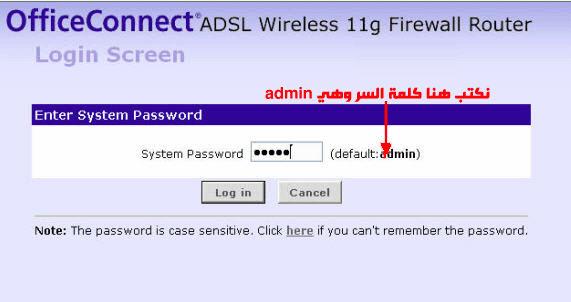 OfficeConnect® ADSL Wireless 11g Firewall Router
Login Screen
نكتب هنا كلمة السر وهي admin
Enter System Password
System Password ••••• (default:admin)
Log in Cancel
Note: The password is case sensitive. Click here if you can't remember the password.